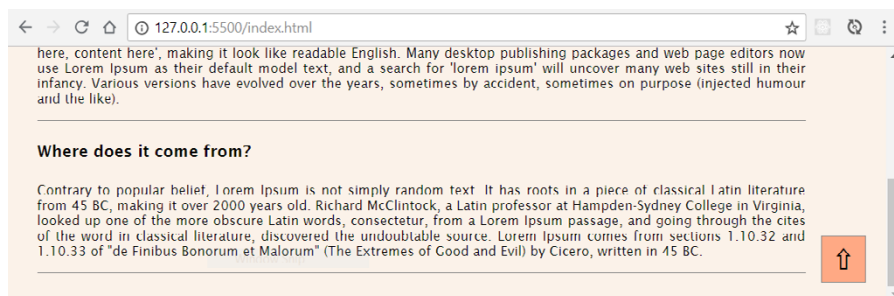 127.0.0.1:5500/index.html
here, content here', making it look like readable English. Many desktop publishing packages and web page editors now
use Lorem Ipsum as their default model text, and a search for 'lorem ipsum' will uncover many web sites still in their
infancy. Various versions have evolved over the years, sometimes by accident, sometimes on purpose (injected humour
and the like).
Where does it come from?
Contrary to popular belief, Lorem Ipsum is not simply random text. It has roots in a piece of classical Latin literature
from 45 BC, making it over 2000 years old. Richard McClintock, a Latin professor at Hampden-Sydney College in Virginia,
looked up one of the more obscure Latin words, consectetur, from a Lorem Ipsum passage, and going through the cites
of the word in classical literature, discovered the undoubtable source. Lorem Ipsum comes from sections 1.10.32 and
1.10.33 of "de Finibus Bonorum et Malorum" (The Extremes of Good and Evil) by Cicero, written in 45 BC.